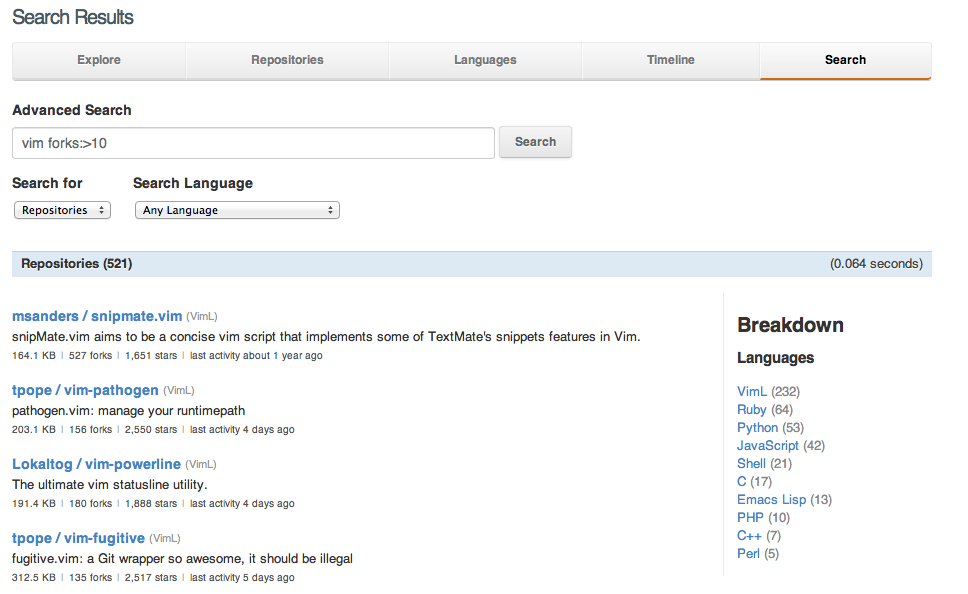 Search Results
Explore Repositories Languages Timeline Search
Advanced Search
vim forks:>10 Search
Search for Search Language
Repositories Any Language
Repositories (521) (0.064 seconds)
msanders / snipmate.vim (VimL)
snipMate.vim aims to be a concise vim script that implements some of TextMate's snippets features in Vim.
164.1 KB | 527 forks | 1,651 stars | last activity about 1 year ago
tpope / vim-pathogen (VimL)
pathogen.vim: manage your runtimepath
203.1 KB | 156 forks | 2,550 stars | last activity 4 days ago
Lokaltog / vim-powerline (VimL)
The ultimate vim statusline utility.
191.4 KB | 180 forks | 1,888 stars | last activity 4 days ago
tpope / vim-fugitive (VimL)
fugitive.vim: a Git wrapper so awesome, it should be illegal
312.5 KB | 135 forks | 2,517 stars | last activity 5 days ago
Breakdown
Languages
VimL (232)
Ruby (64)
Python (53)
JavaScript (42)
Shell (21)
C (17)
Emacs Lisp (13)
PHP (10)
C++ (7)
Perl (5)